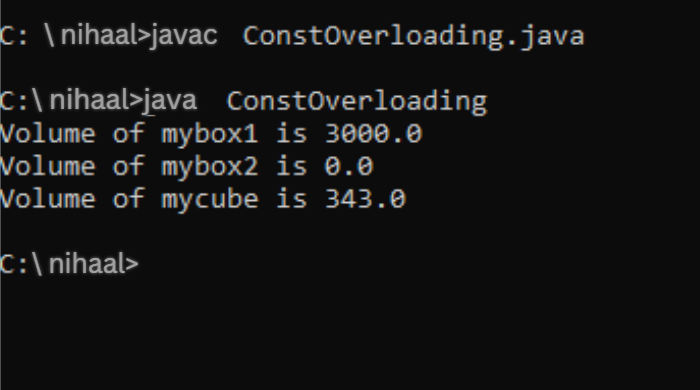 C: \ nihaal>javac ConstOverloading.java
C:\ nihaal>java ConstOverloading
Volume of mybox1 is 3000.0
Volume of mybox2 is 0.0
Volume of mycube is 343.0
C:\ nihaal>